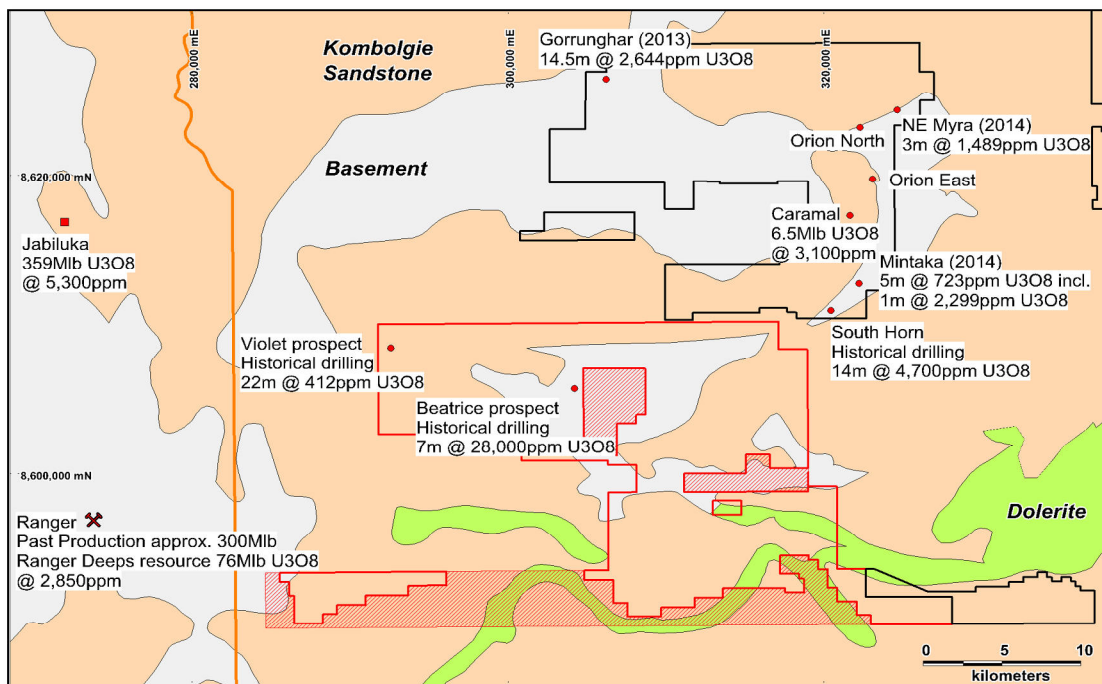 Kombolgie
Sandstone
280,000 mE
300,000 mE
320,000 mE
Gorrunghar (2013)
14.5m @ 2,644ppm U3O8
Orion North
NE Myra (2014)
3m @ 1,489ppm U3O8
Basement
8,620,000 mN
Orion East
Caramal
6.5Mlb U3O8
@ 3,100ppm
Jabiluka
359Mlb U3O8
@ 5,300ppm
Mintaka (2014)
5m @ 723ppm U3O8 incl.
1m @ 2,299ppm U3O8
South Horn
Historical drilling
14m @ 4,700ppm U3O8
Violet prospect
Historical drilling
22m @ 412ppm U3O8
Beatrice prospect
Historical drilling
7m @ 28,000ppm U3O8
8,600,000 mN
Dolerite
Ranger
Past Production approx. 300Mlb
Ranger Deeps resource 76Mlb U3O8
@ 2,850ppm
0 5 10
kilometers